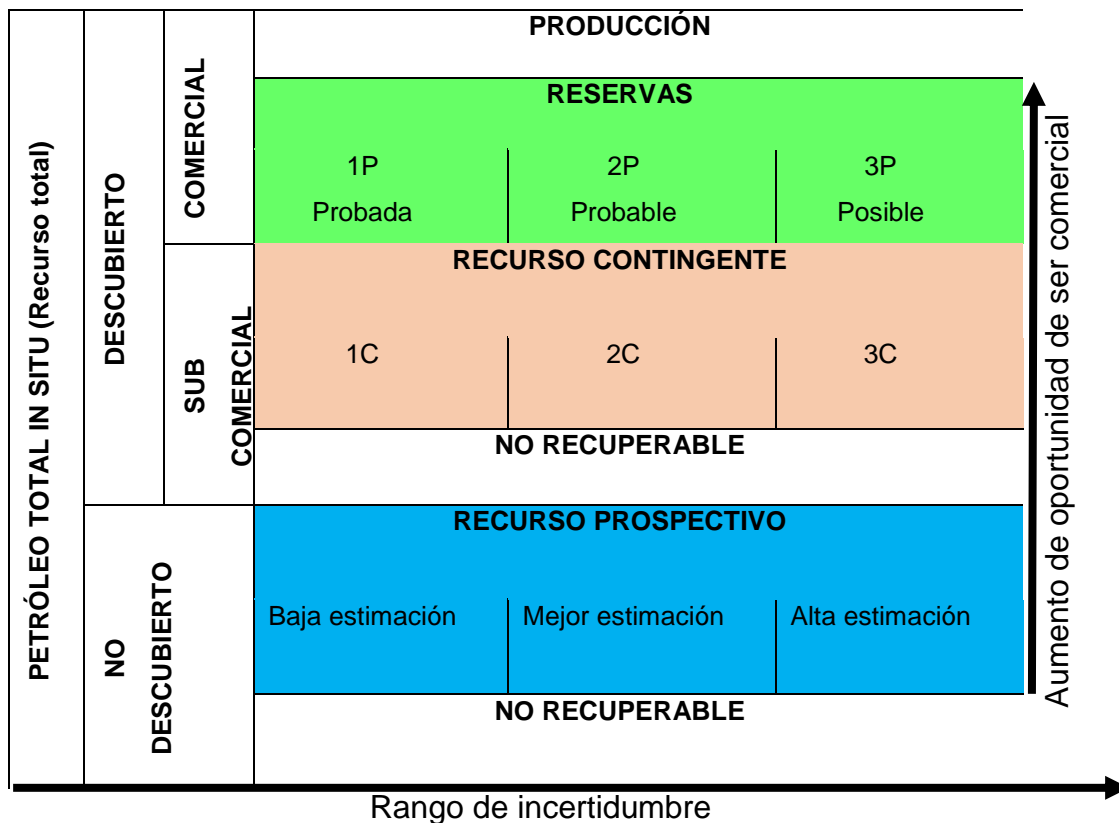 PRODUCCIÓN
RESERVAS
1P
2P
3P
Probada
Probable
Posible
RECURSO CONTINGENTE
1C
2C
3C
NO RECUPERABLE
RECURSO PROSPECTIVO
Baja estimación
Mejor estimación
Alta estimación
NO RECUPERABLE
PETRÓLEO TOTAL IN SITU (Recurso total)
DESCUBIERTO
COMERCIAL
SUB
COMERCIAL
NO
DESCUBIERTO
Aumento de oportunidad de ser comercial
Rango de incertidumbre